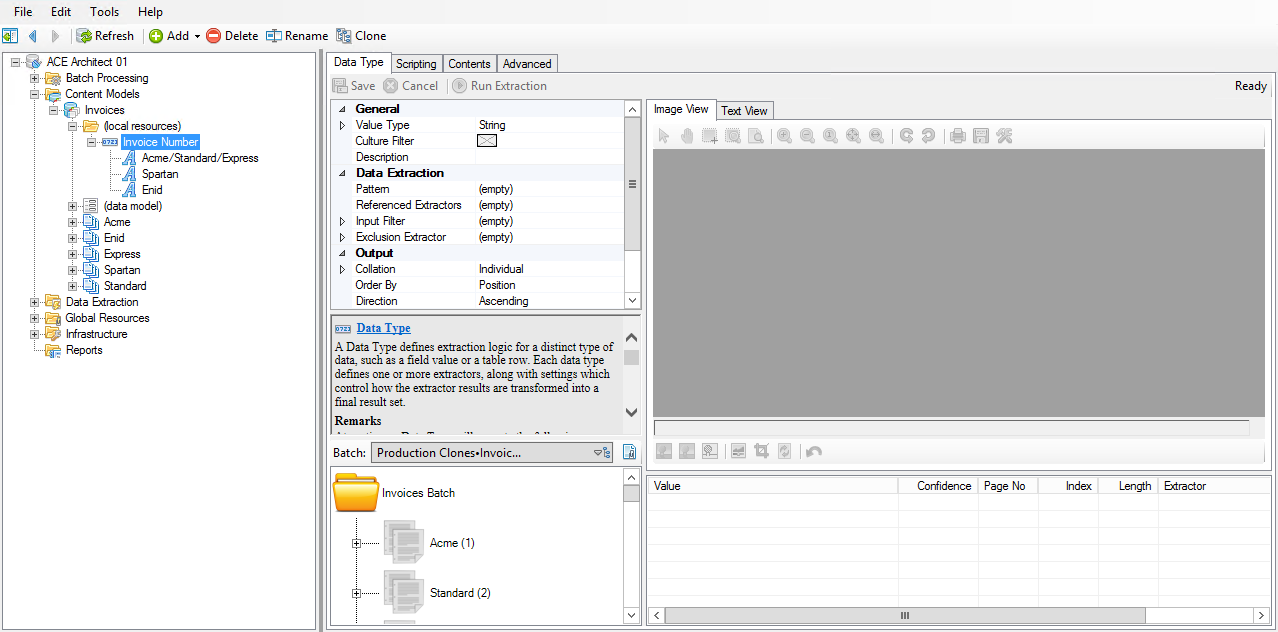 File Edit Tools Help
Refresh Add Delete Rename Clone
ACE Architect 01
Batch Processing
Content Models
Invoices
(local resources)
Invoice Number
Acme/Standard/Express
Spartan
Enid
(data model)
Acme
Enid
Express
Spartan
Standard
Data Extraction
Global Resources
Infrastructure
Reports
Data Type Scripting Contents Advanced
Save Cancel Run Extraction Ready
General
Value Type String
Culture Filter
Description
Data Extraction
Pattern (empty)
Referenced Extractors (empty)
Input Filter (empty)
Exclusion Extractor (empty)
Output
Collation Individual
Order By Position
Direction Ascending
Data Type
A Data Type defines extraction logic for a distinct type of
data, such as a field value or a table row. Each data type
defines one or more extractors, along with settings which
control how the extractor results are transformed into a
final result set.
Remarks
Batch: Production Clones•Invoic...
Invoices Batch
Acme (1)
Standard (2)
Image View Text View
Value Confidence Page No Index Length Extractor